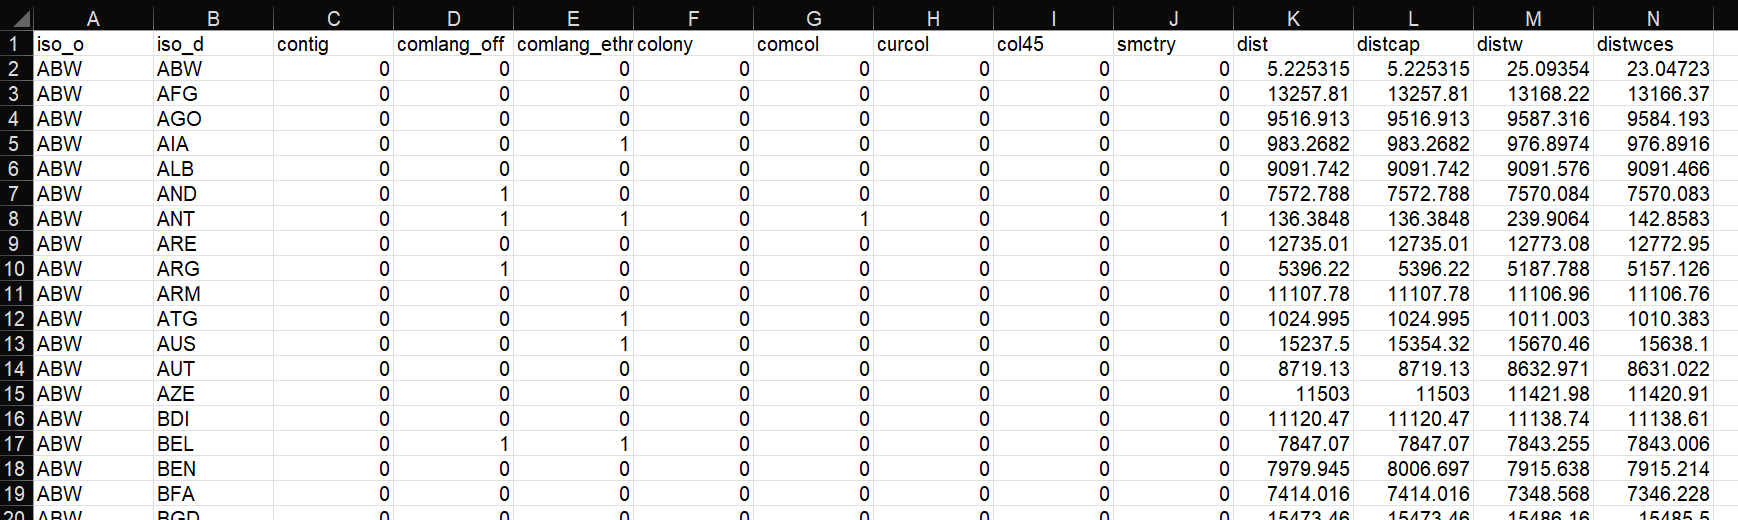 A B C D E F G H I J K L M N
1 iso_o iso_d contig comlang_off comlang_ethn colony comcol curcol col45 smctry dist distcap distw distwces
2 ABW ABW 0 0 0 0 0 0 0 0 5.225315 5.225315 25.09354 23.04723
3 ABW AFG 0 0 0 0 0 0 0 0 13257.81 13257.81 13168.22 13166.37
4 ABW AGO 0 0 0 0 0 0 0 0 9516.913 9516.913 9587.316 9584.193
5 ABW AIA 0 0 1 0 0 0 0 0 983.2682 983.2682 976.8974 976.8916
6 ABW ALB 0 0 0 0 0 0 0 0 9091.742 9091.742 9091.576 9091.466
7 ABW AND 0 1 0 0 0 0 0 0 7572.788 7572.788 7570.084 7570.083
8 ABW ANT 0 1 1 0 1 0 0 1 136.3848 136.3848 239.9064 142.8583
9 ABW ARE 0 0 0 0 0 0 0 0 12735.01 12735.01 12773.08 12772.95
10 ABW ARG 0 1 0 0 0 0 0 0 5396.22 5396.22 5187.788 5157.126
11 ABW ARM 0 0 0 0 0 0 0 0 11107.78 11107.78 11106.96 11106.76
12 ABW ATG 0 0 1 0 0 0 0 0 1024.995 1024.995 1011.003 1010.383
13 ABW AUS 0 0 1 0 0 0 0 0 15237.5 15354.32 15670.46 15638.1
14 ABW AUT 0 0 0 0 0 0 0 0 8719.13 8719.13 8632.971 8631.022
15 ABW AZE 0 0 0 0 0 0 0 0 11503 11503 11421.98 11420.91
16 ABW BDI 0 0 0 0 0 0 0 0 11120.47 11120.47 11138.74 11138.61
17 ABW BEL 0 1 1 0 0 0 0 0 7847.07 7847.07 7843.255 7843.006
18 ABW BEN 0 0 0 0 0 0 0 0 7979.945 8006.697 7915.638 7915.214
19 ABW BFA 0 0 0 0 0 0 0 0 7414.016 7414.016 7348.568 7346.228
20 ABW BGD 0 0 0 0 0 0 0 0 15473.46 15473.46 15486.16 15485.5